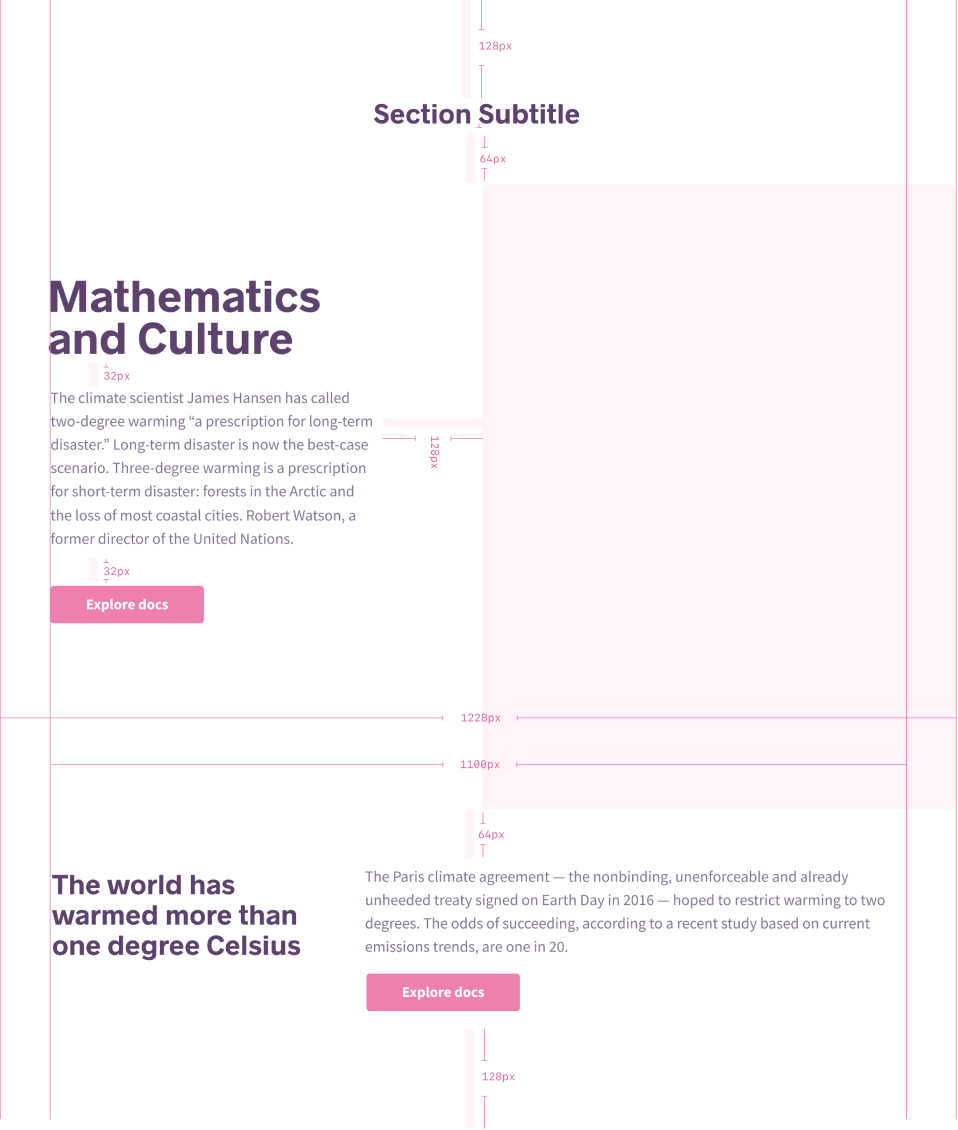 128px
Section Subtitle
64px
Mathematics
and Culture
32px
The climate scientist James Hansen has called
two-degree warming “a prescription for long-term
disaster.” Long-term disaster is now the best-case
scenario. Three-degree warming is a prescription
for short-term disaster: forests in the Arctic and
the loss of most coastal cities. Robert Watson, a
former director of the United Nations.
128px
32px
Explore docs
1228px
1100px
64px
The world has
warmed more than
one degree Celsius
The Paris climate agreement — the nonbinding, unenforceable and already
unheeded treaty signed on Earth Day in 2016 — hoped to restrict warming to two
degrees. The odds of succeeding, according to a recent study based on current
emissions trends, are one in 20.
Explore docs
128px